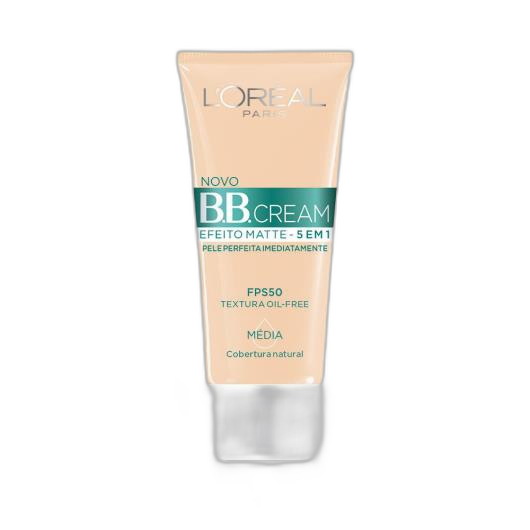 L'ORÉAL
PARIS
NOVO
B.B. CREAM
EFEITO MATTE - 5 EM 1
PELE PERFEITA IMEDIATAMENTE
FPS50
TEXTURA OIL-FREE
MÉDIA
Cobertura natural